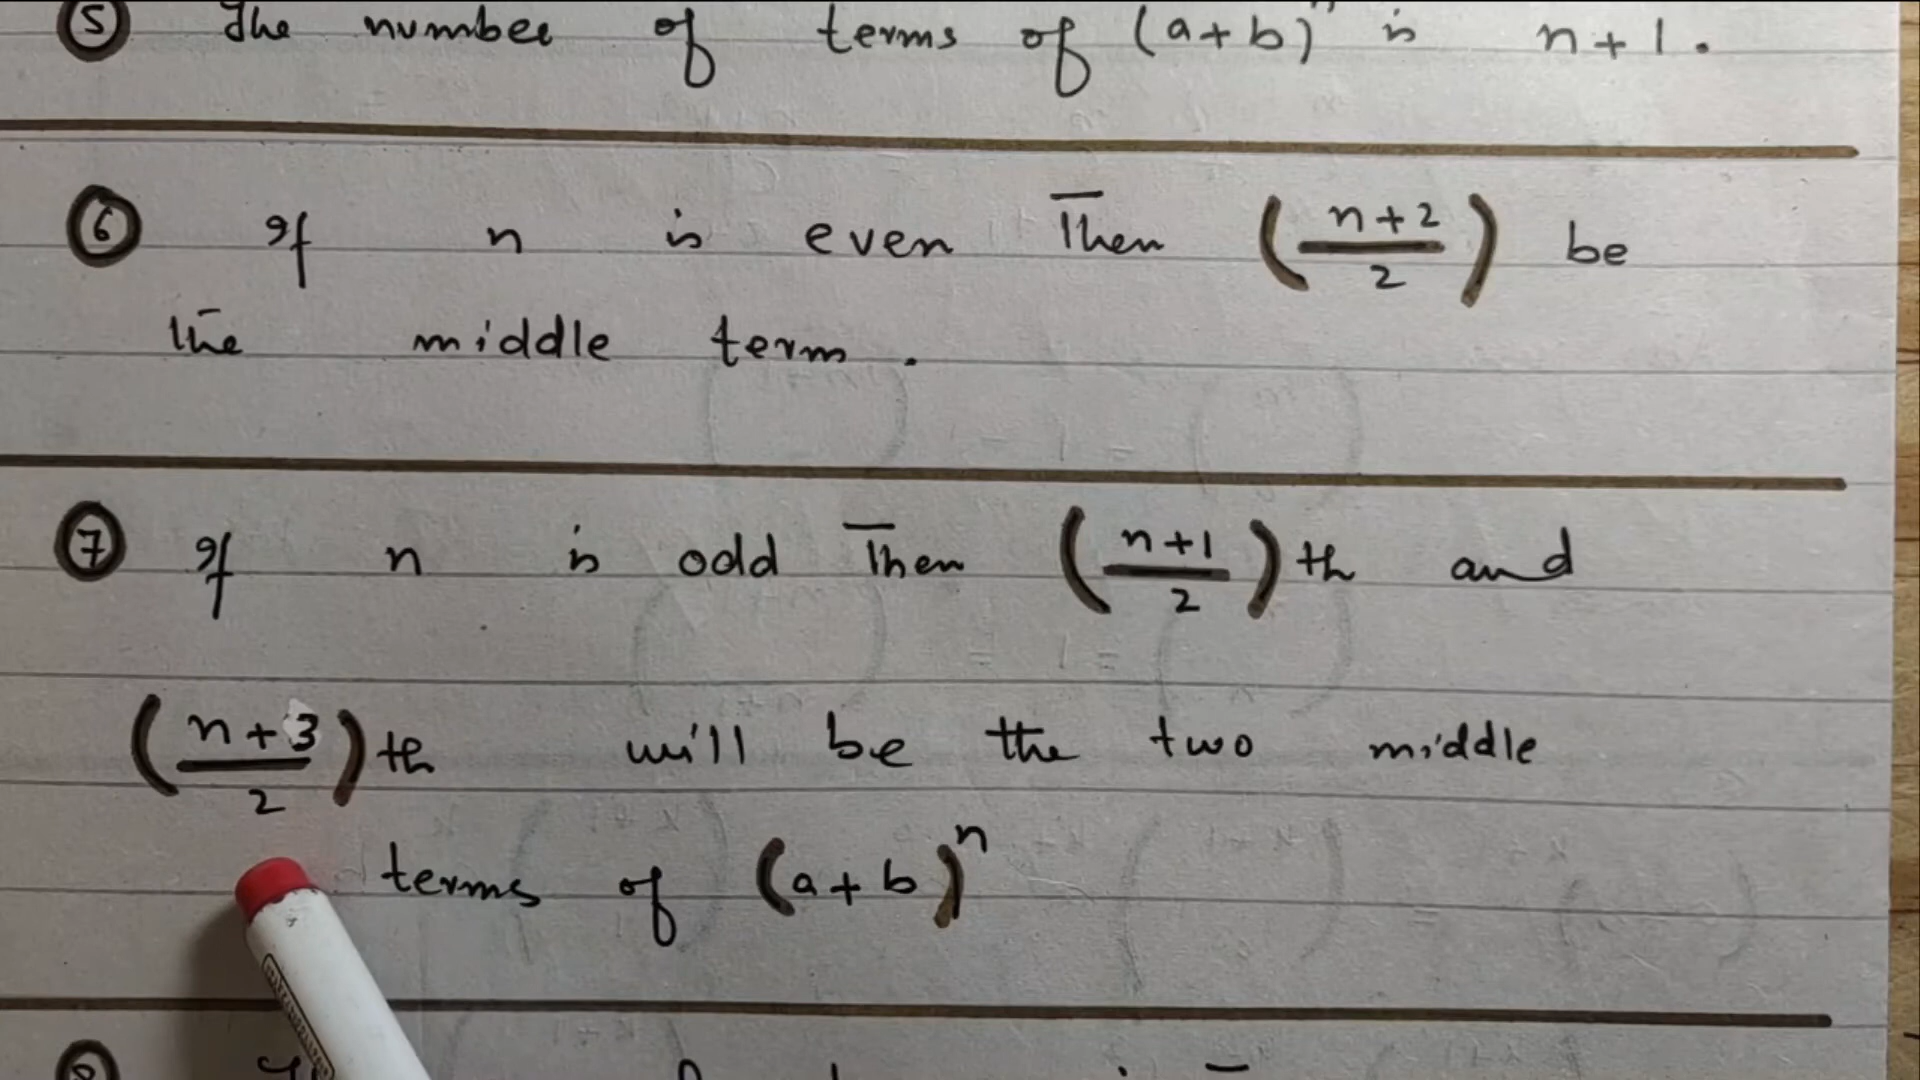 ⑤ The number of terms of (a+b)ⁿ is n+1.
⑥ If n is even Then ((n+2)/2) be
the middle term.
⑦ If n is odd Then ((n+1)/2)th and
((n+3)/2)th will be the two middle
terms of (a+b)ⁿ